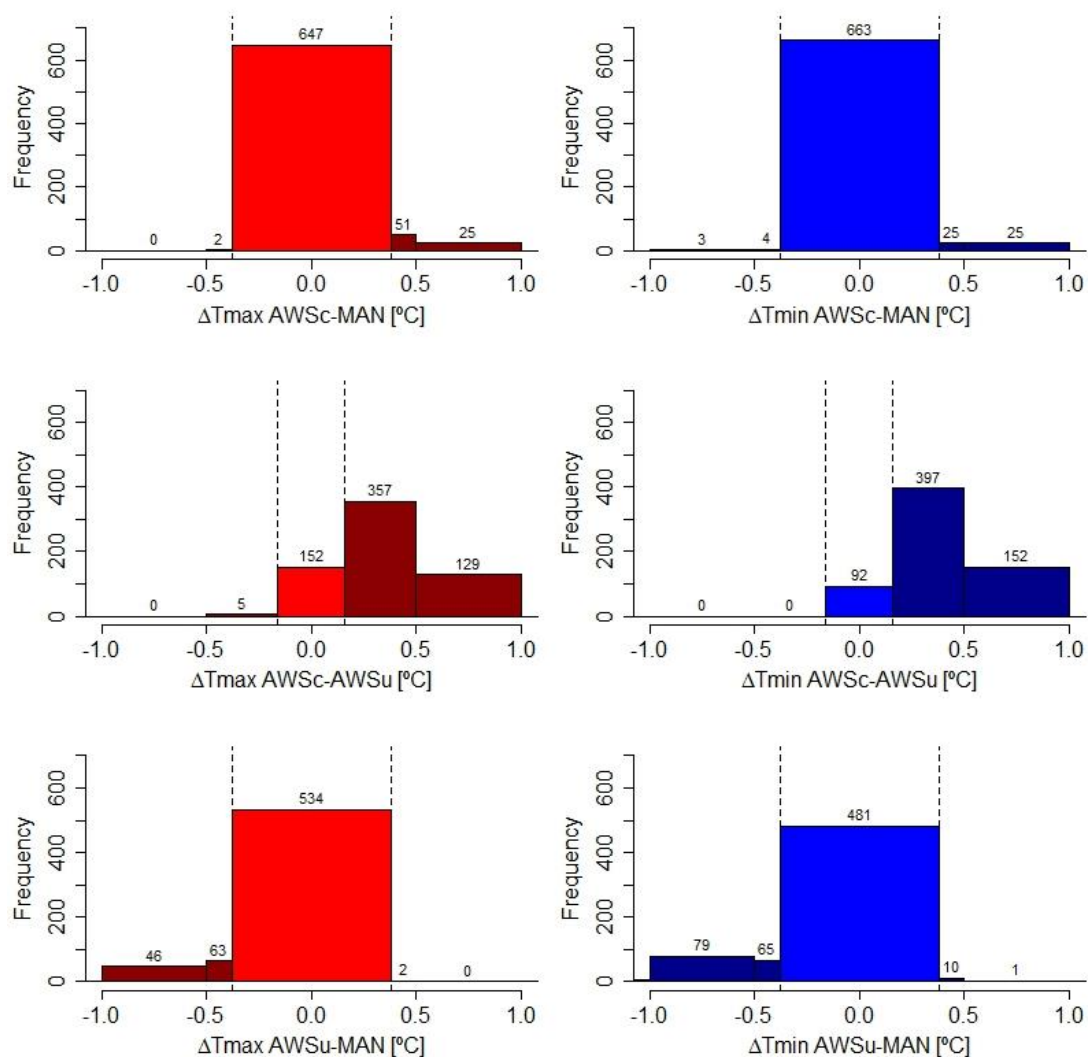 647
663
Frequency
0 200 400 600
0 2 51 25
-1.0 -0.5 0.0 0.5 1.0
ΔTmax AWSc-MAN [ºC]
Frequency
0 200 400 600
3 4 25 25
-1.0 -0.5 0.0 0.5 1.0
ΔTmin AWSc-MAN [ºC]
Frequency
0 200 400 600
0 5 152 357 129
-1.0 -0.5 0.0 0.5 1.0
ΔTmax AWSc-AWSu [ºC]
Frequency
0 200 400 600
0 0 92 397 152
-1.0 -0.5 0.0 0.5 1.0
ΔTmin AWSc-AWSu [ºC]
Frequency
0 200 400 600
46 63 534 2 0
-1.0 -0.5 0.0 0.5 1.0
ΔTmax AWSu-MAN [ºC]
Frequency
0 200 400 600
79 65 481 10 1
-1.0 -0.5 0.0 0.5 1.0
ΔTmin AWSu-MAN [ºC]